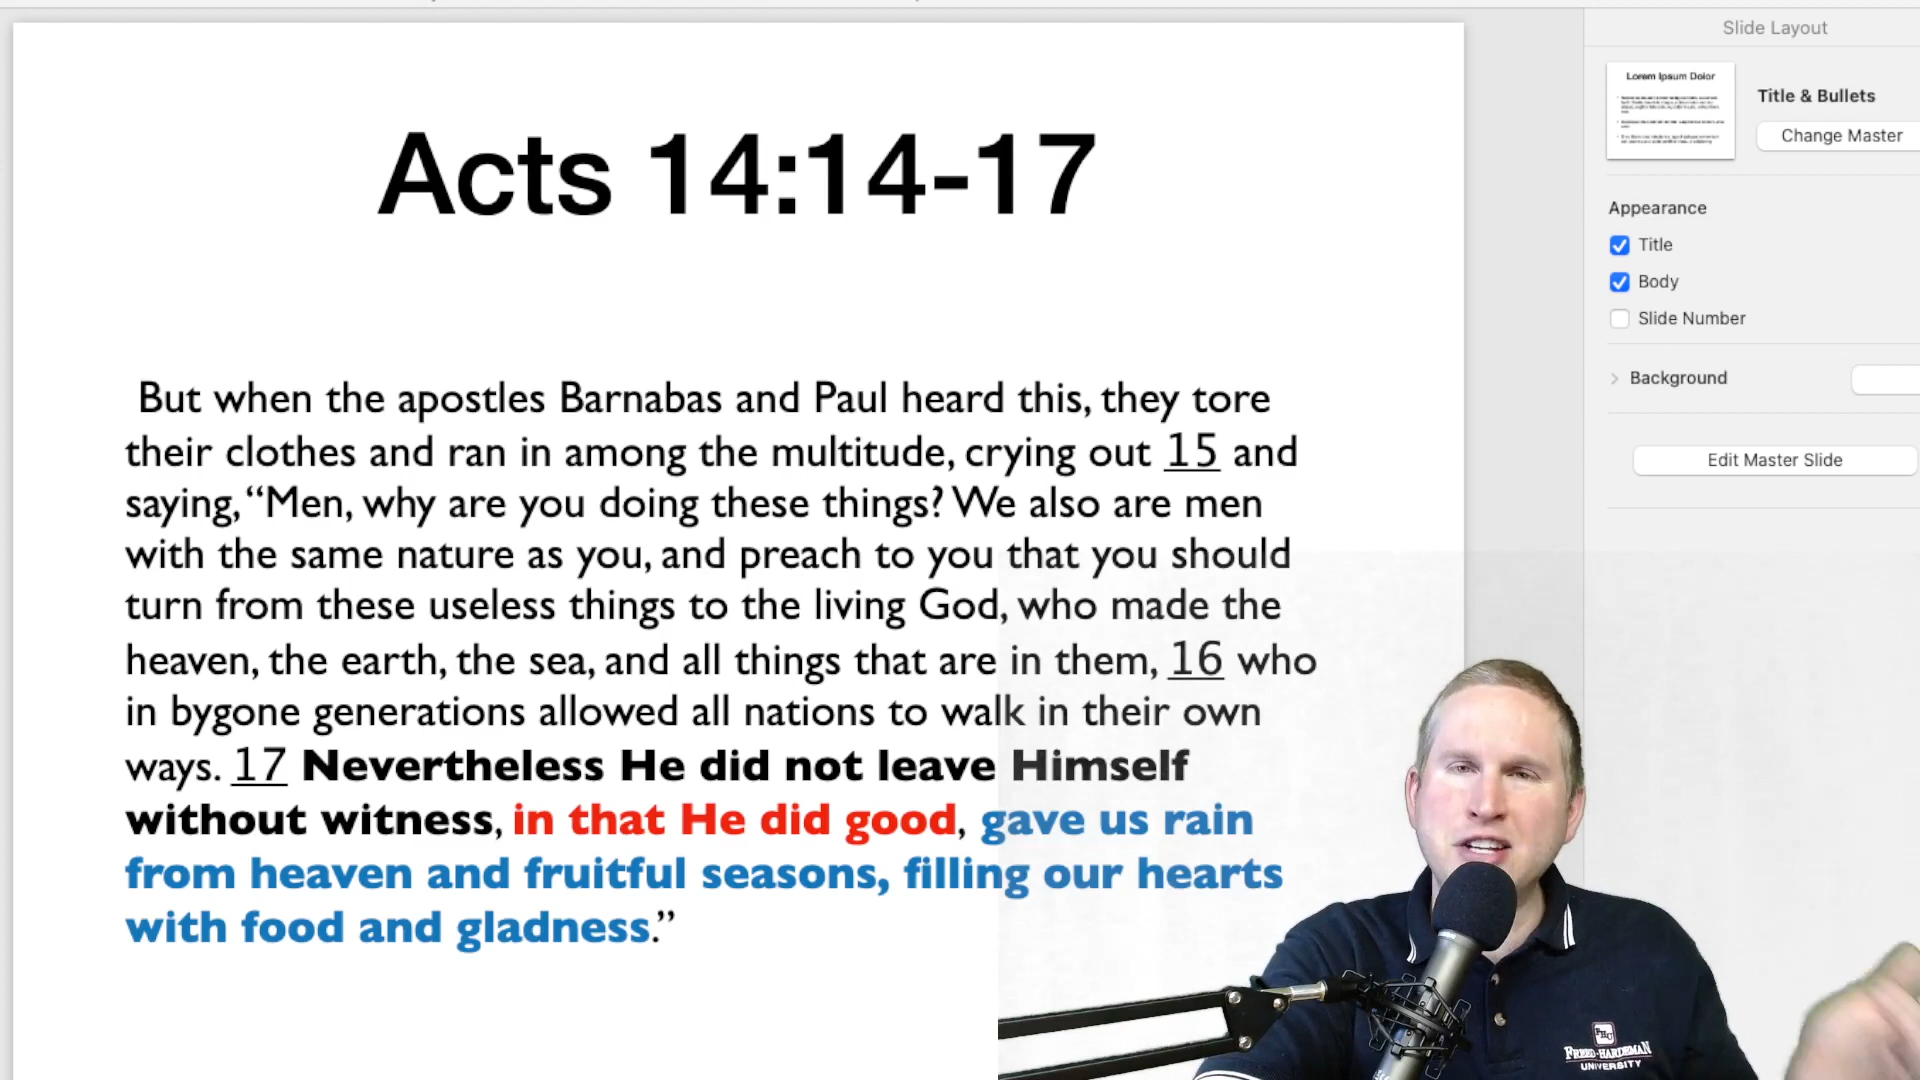 Slide Layout
Lorem Ipsum Dolor
Title & Bullets
Change Master
Appearance
Title
Body
Slide Number
Background
Edit Master Slide
Acts 14:14-17
But when the apostles Barnabas and Paul heard this, they tore
their clothes and ran in among the multitude, crying out 15 and
saying, “Men, why are you doing these things? We also are men
with the same nature as you, and preach to you that you should
turn from these useless things to the living God, who made the
heaven, the earth, the sea, and all things that are in them, 16 who
in bygone generations allowed all nations to walk in their own
ways. 17 Nevertheless He did not leave Himself
without witness, in that He did good, gave us rain
from heaven and fruitful seasons, filling our hearts
with food and gladness.”
FHU
FREED-HARDEMAN
UNIVERSITY